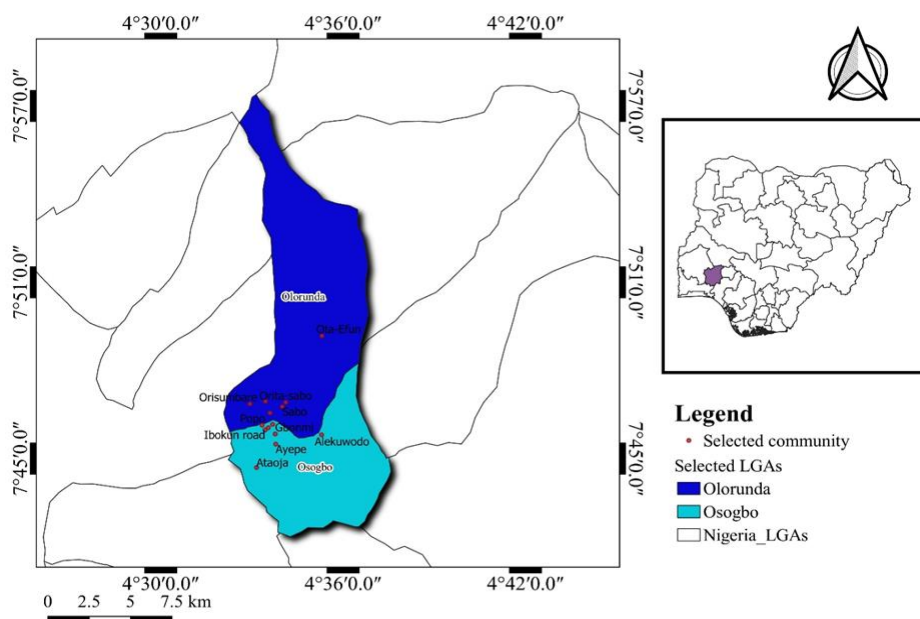 4°30'0.0"
4°36'0.0"
4°42'0.0"
7°57'0.0"
7°57'0.0"
7°51'0.0"
7°51'0.0"
Olorunda
Ota-Efun
Orisumbare
Orita-sabo
Sabo
Popo
Gbonmi
Ibokun road
Alekuwodo
Ayepe
7°45'0.0"
7°45'0.0"
Ataoja
Osogbo
4°30'0.0"
4°36'0.0"
4°42'0.0"
0 2.5 5 7.5 km
Legend
Selected community
Selected LGAs
Olorunda
Osogbo
Nigeria_LGAs